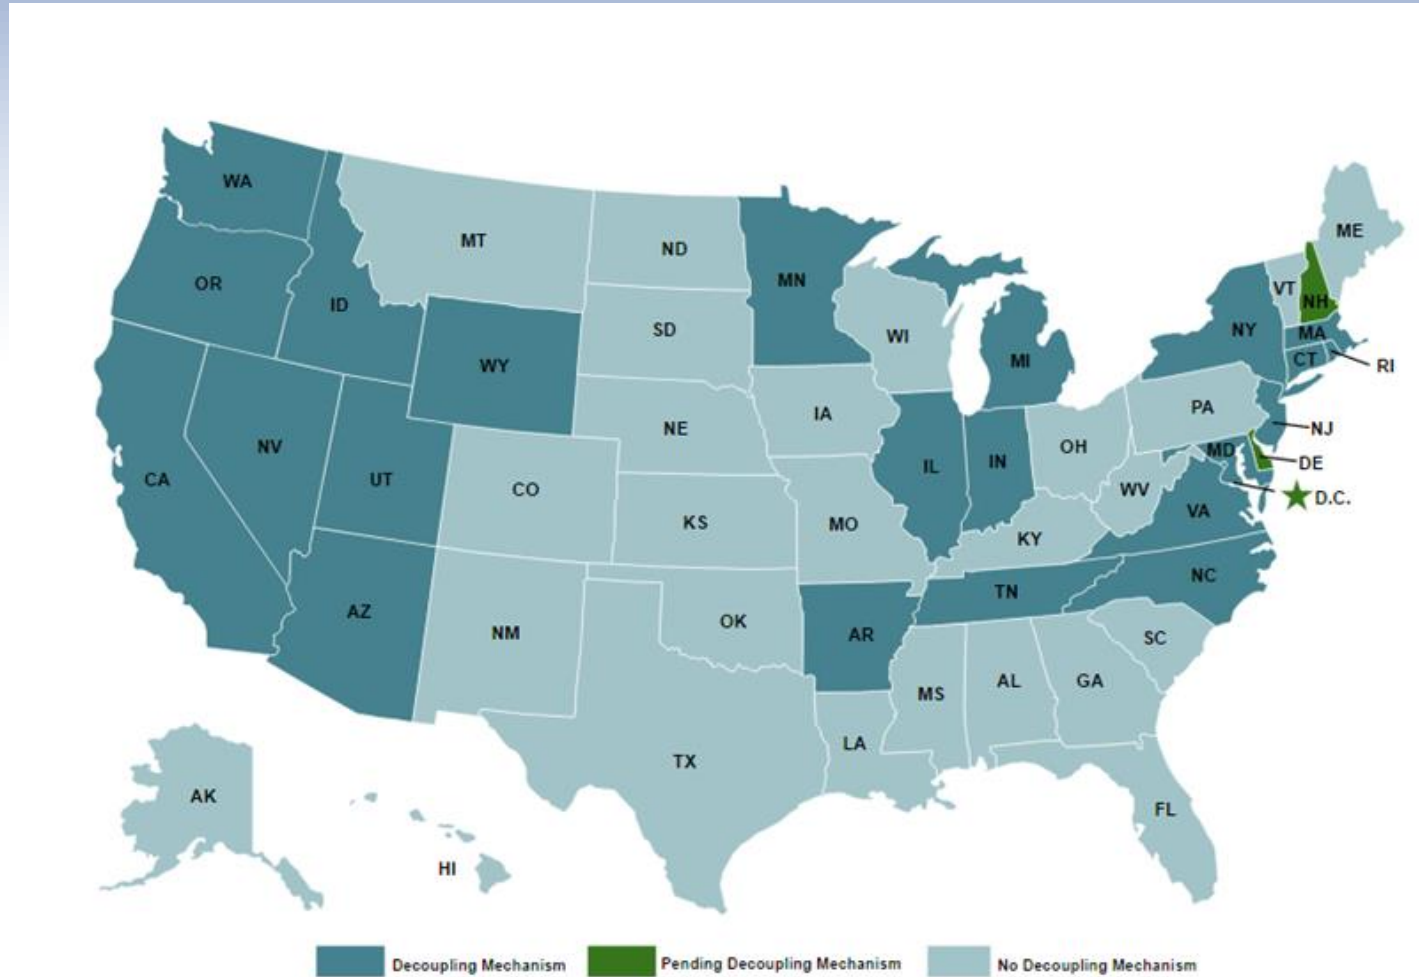 WA
MT
ND
MN
ME
OR
ID
VT
NH
SD
WI
NY
MA
WY
MI
CT
RI
IA
PA
NE
NJ
NV
OH
MD
DE
CA
UT
CO
IL
IN
WV
D.C.
KS
MO
VA
KY
AZ
NC
TN
NM
OK
AR
SC
MS
AL
GA
LA
TX
AK
FL
HI
Decoupling Mechanism
Pending Decoupling Mechanism
No Decoupling Mechanism